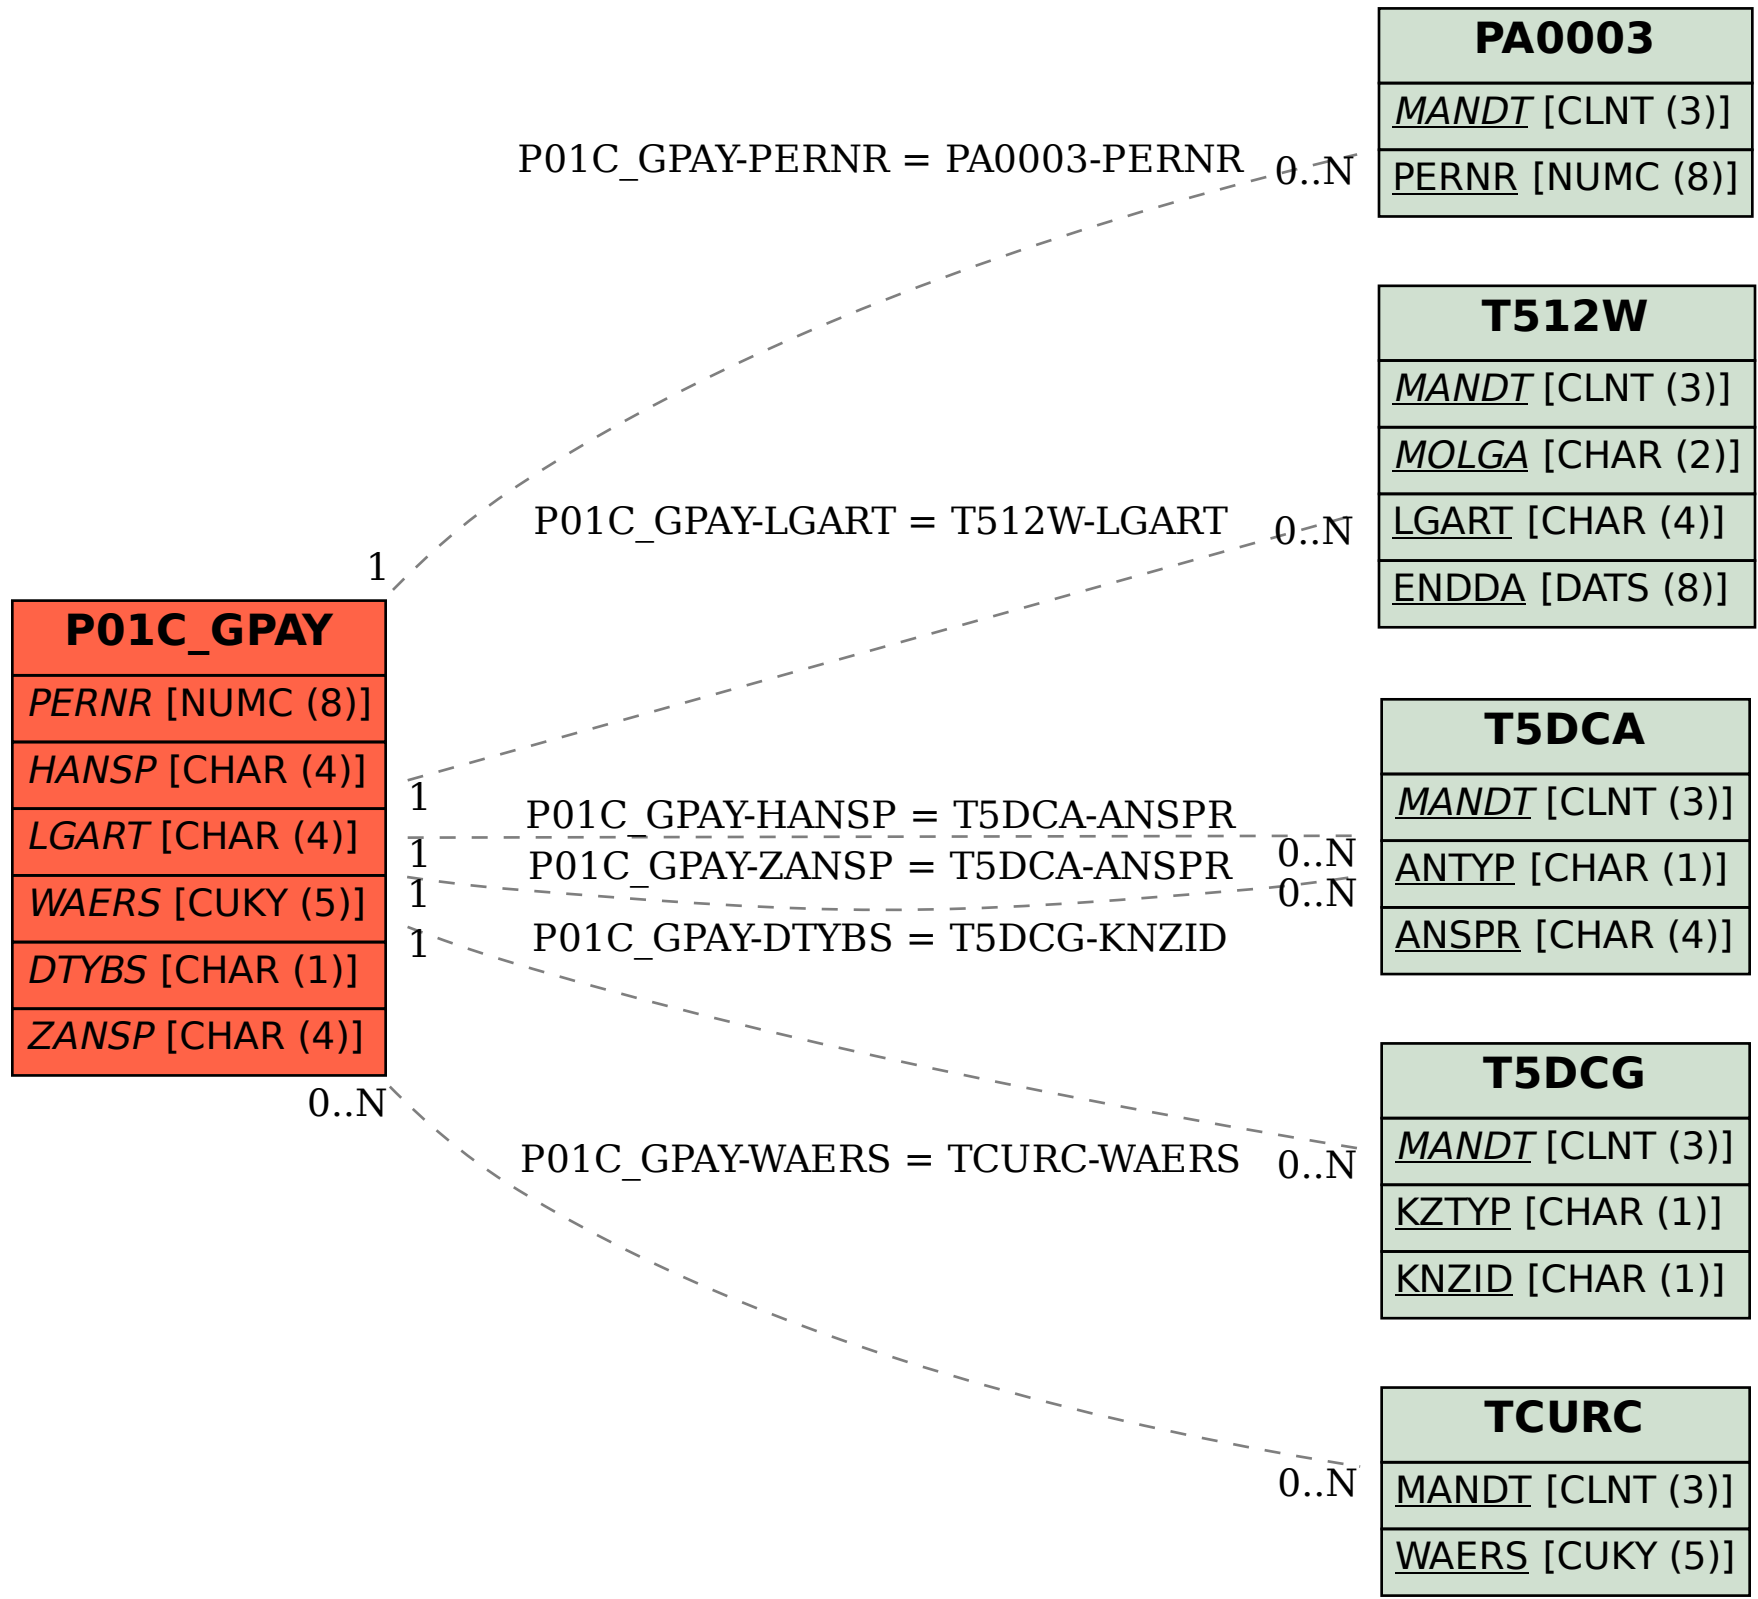 PA0003
MANDT [CLNT (3)]
PERNR [NUMC (8)]
P01C_GPAY-PERNR = PA0003-PERNR
0..N
1
T512W
MANDT [CLNT (3)]
MOLGA [CHAR (2)]
LGART [CHAR (4)]
ENDDA [DATS (8)]
P01C_GPAY-LGART = T512W-LGART
0..N
1
P01C_GPAY
PERNR [NUMC (8)]
HANSP [CHAR (4)]
LGART [CHAR (4)]
WAERS [CUKY (5)]
DTYBS [CHAR (1)]
ZANSP [CHAR (4)]
P01C_GPAY-HANSP = T5DCA-ANSPR
1
0..N
P01C_GPAY-ZANSP = T5DCA-ANSPR
1
0..N
T5DCA
MANDT [CLNT (3)]
ANTYP [CHAR (1)]
ANSPR [CHAR (4)]
P01C_GPAY-DTYBS = T5DCG-KNZID
1
0..N
T5DCG
MANDT [CLNT (3)]
KZTYP [CHAR (1)]
KNZID [CHAR (1)]
0..N
P01C_GPAY-WAERS = TCURC-WAERS
0..N
TCURC
MANDT [CLNT (3)]
WAERS [CUKY (5)]